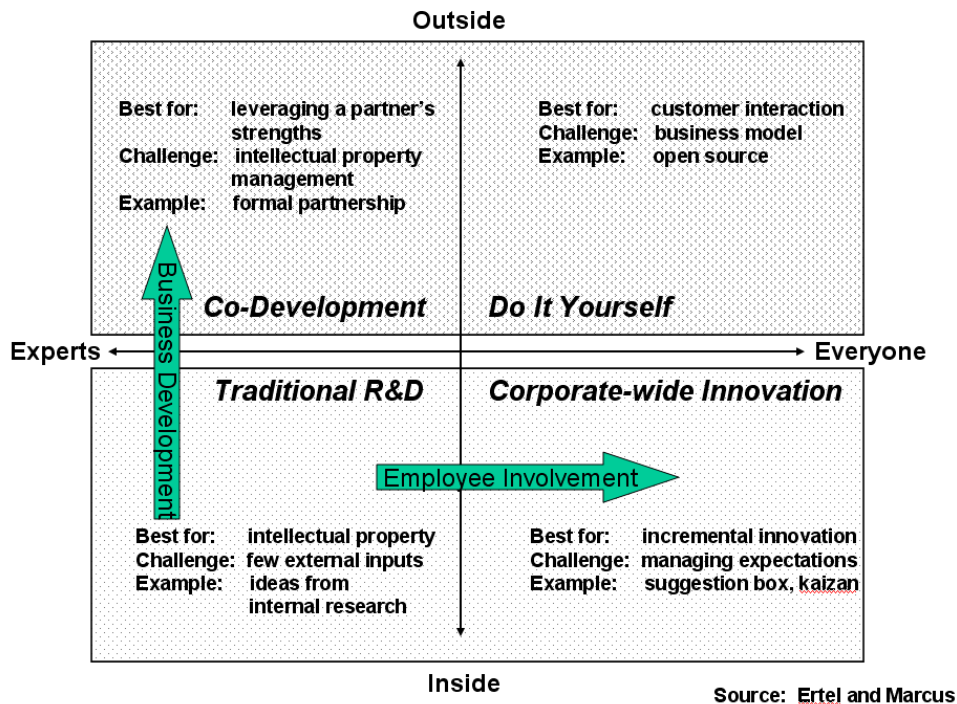 Outside
Best for: leveraging a partner's
strengths
Challenge: intellectual property
management
Example: formal partnership
Best for: customer interaction
Challenge: business model
Example: open source
Business Development
Co-Development
Do It Yourself
Experts
Everyone
Traditional R&D
Corporate-wide Innovation
Employee Involvement
Best for: intellectual property
Challenge: few external inputs
Example: ideas from
internal research
Best for: incremental innovation
Challenge: managing expectations
Example: suggestion box, kaizan
Inside
Source: Ertel and Marcus